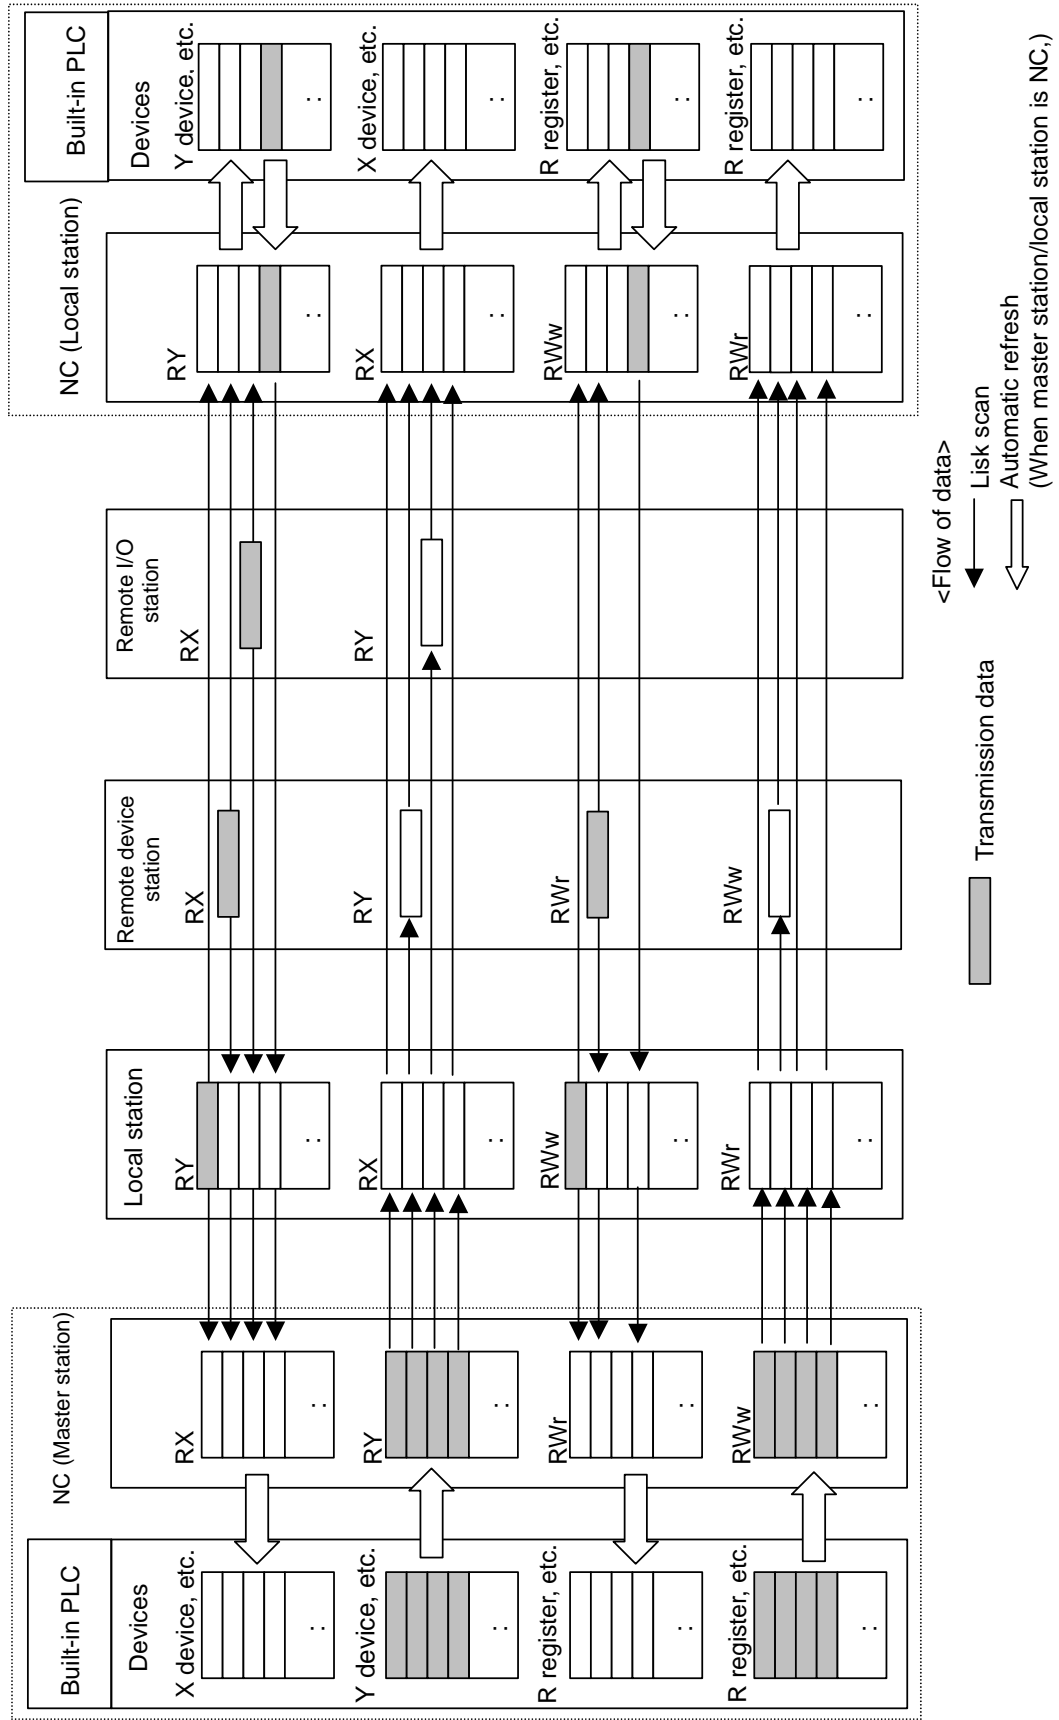 Built-in PLC
NC (Master station)
Local station
Remote device
station
Remote I/O
station
NC (Local station)
Built-in PLC
Devices
Devices
X device, etc.
RX
RY
RX
RX
RY
Y device, etc.
Y device, etc.
RY
RX
RY
RY
RX
X device, etc.
R register, etc.
RWr
RWw
RWr
RWw
R register, etc.
R register, etc.
RWw
RWr
RWw
RWr
R register, etc.
<Flow of data>
Transmission data
Lisk scan
Automatic refresh
(When master station/local station is NC,)